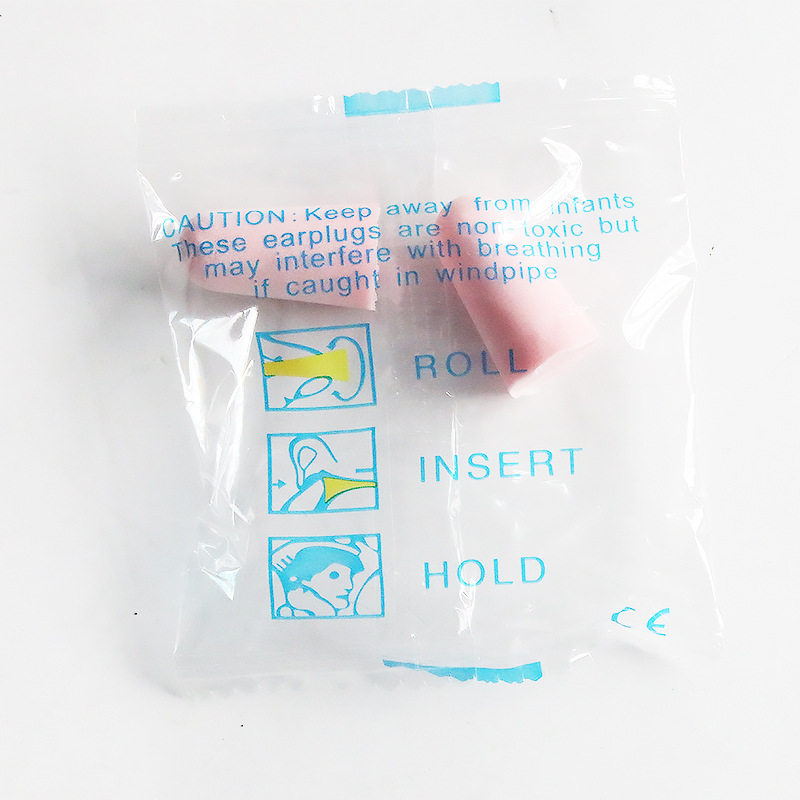 CAUTION: Keep away from infants
These earplugs are non-toxic but
may interfere with breathing
if caught in windpipe
ROLL
INSERT
HOLD
CE